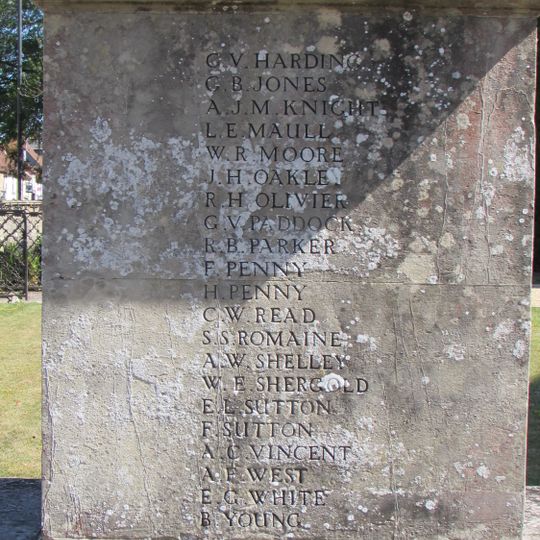 G. V. HARDING
G. B. JONES
A. J. M. KNIGHT
L. E. MAULL
W. R. MOORE
J. H. OAKLEY
R. H. OLIVIER
G. V. PADDOCK
R. B. PARKER
F. PENNY
H. PENNY
C. W. READ
S. S. ROMAINE
A. W. SHELLEY
W. E. SHERGOLD
E. L. SUTTON
F. SUTTON
A. C. VINCENT
A. F. WEST
E. G. WHITE
B. YOUNG